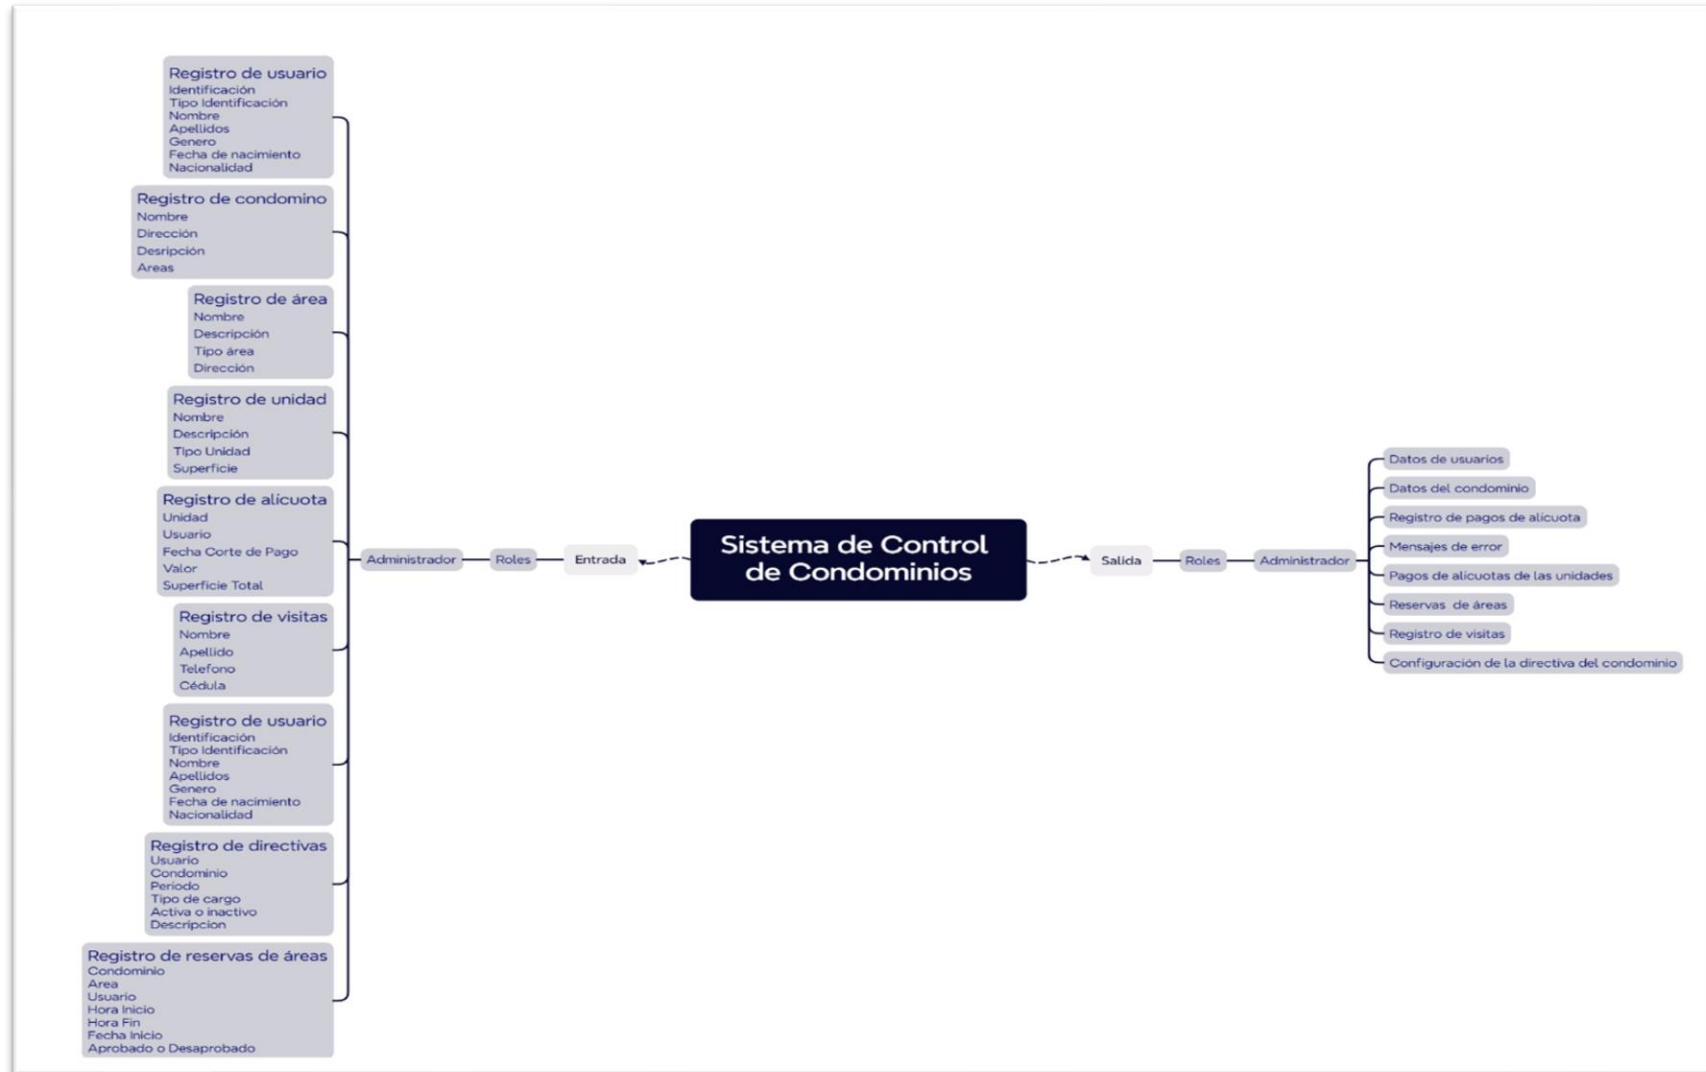 Registro de usuario
Identificación
Tipo Identificación
Nombre
Apellidos
Genero
Fecha de nacimiento
Nacionalidad
Registro de condomino
Nombre
Dirección
Desripción
Areas
Registro de área
Nombre
Descripción
Tipo área
Dirección
Registro de unidad
Nombre
Descripción
Tipo Unidad
Superficie
Registro de alícuota
Unidad
Usuario
Fecha Corte de Pago
Valor
Superficie Total
Registro de visitas
Nombre
Apellido
Telefono
Cédula
Registro de usuario
Identificación
Tipo Identificación
Nombre
Apellidos
Genero
Fecha de nacimiento
Nacionalidad
Registro de directivas
Usuario
Condominio
Periodo
Tipo de cargo
Activa o inactivo
Descripcion
Registro de reservas de áreas
Condominio
Area
Usuario
Hora Inicio
Hora Fin
Fecha Inicio
Aprobado o Desaprobado
Administrador
Roles
Entrada
Sistema de Control
de Condominios
Salida
Roles
Administrador
Datos de usuarios
Datos del condominio
Registro de pagos de alícuota
Mensajes de error
Pagos de alícuotas de las unidades
Reservas de áreas
Registro de visitas
Configuración de la directiva del condominio